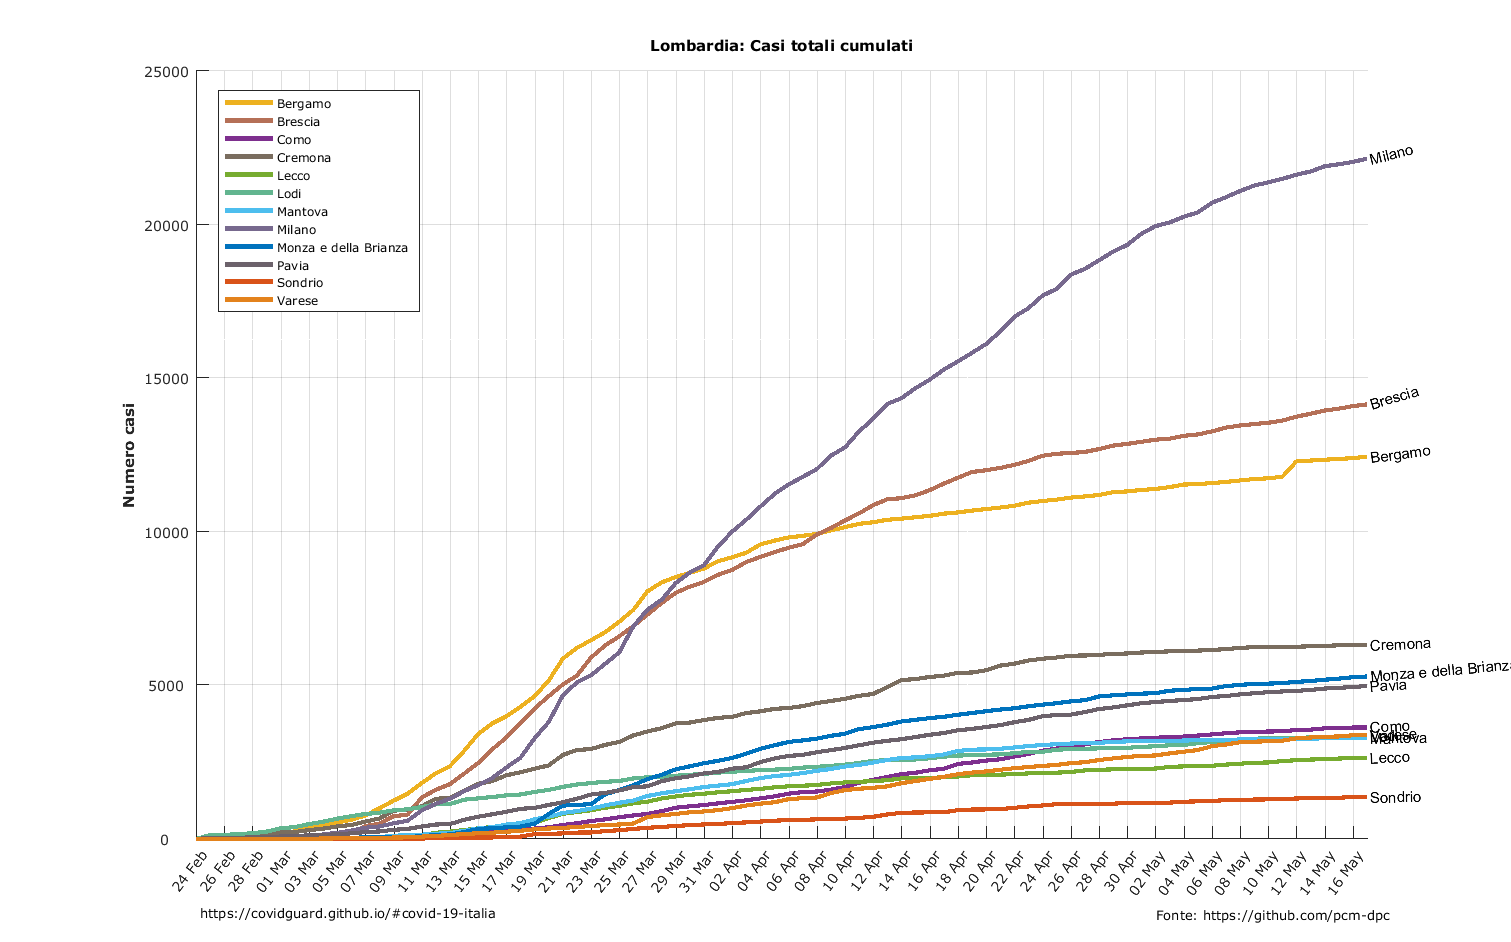 Lombardia: Casi totali cumulati
25000
20000
15000
10000
5000
0
Numero casi
Bergamo
Brescia
Como
Cremona
Lecco
Lodi
Mantova
Milano
Monza e della Brianza
Pavia
Sondrio
Varese
Milano
Brescia
Bergamo
Cremona
Monza e della Brianza
Pavia
Como
Varese
Mantova
Lecco
Sondrio
24 Feb
26 Feb
28 Feb
01 Mar
03 Mar
05 Mar
07 Mar
09 Mar
11 Mar
13 Mar
15 Mar
17 Mar
19 Mar
21 Mar
23 Mar
25 Mar
27 Mar
29 Mar
31 Mar
02 Apr
04 Apr
06 Apr
08 Apr
10 Apr
12 Apr
14 Apr
16 Apr
18 Apr
20 Apr
22 Apr
24 Apr
26 Apr
28 Apr
30 Apr
02 May
04 May
06 May
08 May
10 May
12 May
14 May
16 May
https://covidguard.github.io/#covid-19-italia
Fonte: https://github.com/pcm-dpc